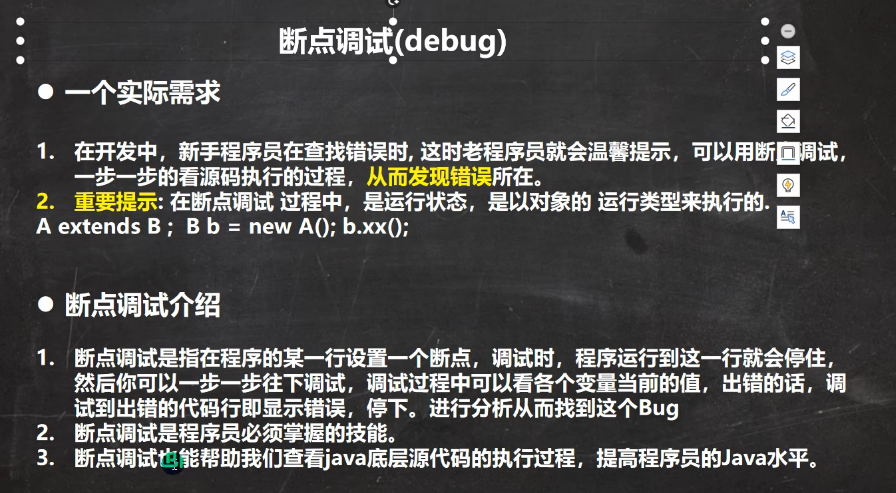 断点调试(debug)
● 一个实际需求
1. 在开发中，新手程序员在查找错误时, 这时老程序员就会温馨提示，可以用断点调试，
一步一步的看源码执行的过程，从而发现错误所在。
2. 重要提示: 在断点调试 过程中，是运行状态，是以对象的 运行类型来执行的.
A extends B； B b = new A(); b.xx();
● 断点调试介绍
1. 断点调试是指在程序的某一行设置一个断点，调试时，程序运行到这一行就会停住，
然后你可以一步一步往下调试，调试过程中可以看各个变量当前的值，出错的话，调
试到出错的代码行即显示错误，停下。进行分析从而找到这个Bug
2. 断点调试是程序员必须掌握的技能。
3. 断点调试也能帮助我们查看java底层源代码的执行过程，提高程序员的Java水平。